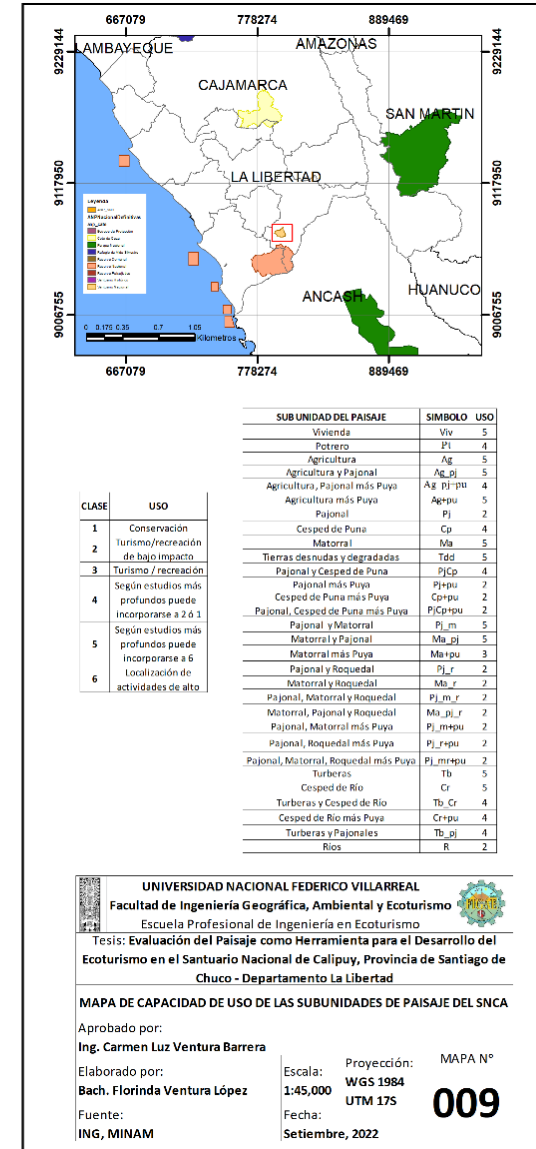 667079 778274 889469
9229144 9229144
LAMBAYEQUE AMAZONAS
CAJAMARCA
SAN MARTIN
9117950 9117950
LA LIBERTAD
Leyenda
ANCASH HUANUCO
9006755 9006755
0 0.175 0.35 0.7 1.05
Kilometros
667079 778274 889469
SUB UNIDAD DEL PAISAJE SIMBOLO USO
Vivienda Viv 5
Potrero Pt 4
Agricultura Ag 5
Agricultura y Pajonal Ag_pj 5
Agricultura, Pajonal más Puya Ag_pj+pu 4
Agricultura más Puya Ag+pu 5
Pajonal Pj 2
Cesped de Puna Cp 4
Matorral Ma 5
Tierras desnudas y degradadas Tdd 5
Pajonal y Cesped de Puna PjCp 4
Pajonal más Puya Pj+pu 2
Cesped de Puna más Puya Cp+pu 2
Pajonal, Cesped de Puna más Puya PjCp+pu 2
Pajonal y Matorral Pj_m 5
Matorral y Pajonal Ma_pj 5
Matorral más Puya Ma+pu 3
Pajonal y Roquedal Pj_r 2
Matorral y Roquedal Ma_r 2
Pajonal, Matorral y Roquedal Pj_m_r 2
Matorral, Pajonal y Roquedal Ma_pj_r 2
Pajonal, Matorral más Puya Pj_m+pu 2
Pajonal, Roquedal más Puya Pj_r+pu 2
Pajonal, Matorral, Roquedal más Puya Pj_mr+pu 2
Turberas Tb 5
Cesped de Río Cr 5
Turberas y Cesped de Rio Tb_Cr 4
Cesped de Río más Puya Cr+pu 4
Turberas y Pajonales Tb_pj 4
Rios R 2
CLASE USO
1 Conservación
2 Turismo/recreación
de bajo impacto
3 Turismo / recreación
4 Según estudios más
profundos puede
incorporarse a 2 ó 1
5 Según estudios más
profundos puede
incorporarse a 6
6 Localización de
actividades de alto
UNIVERSIDAD NACIONAL FEDERICO VILLARREAL
Facultad de Ingeniería Geográfica, Ambiental y Ecoturismo
Escuela Profesional de Ingeniería en Ecoturismo
Tesis: Evaluación del Paisaje como Herramienta para el Desarrollo del
Ecoturismo en el Santuario Nacional de Calipuy, Provincia de Santiago de
Chuco - Departamento La Libertad
MAPA DE CAPACIDAD DE USO DE LAS SUBUNIDADES DE PAISAJE DEL SNCA
Aprobado por:
Ing. Carmen Luz Ventura Barrera
Elaborado por:
Bach. Florinda Ventura López
Fuente:
ING, MINAM
Escala:
1:45,000
Fecha:
Setiembre, 2022
Proyección:
WGS 1984
UTM 17S
MAPA N°
009